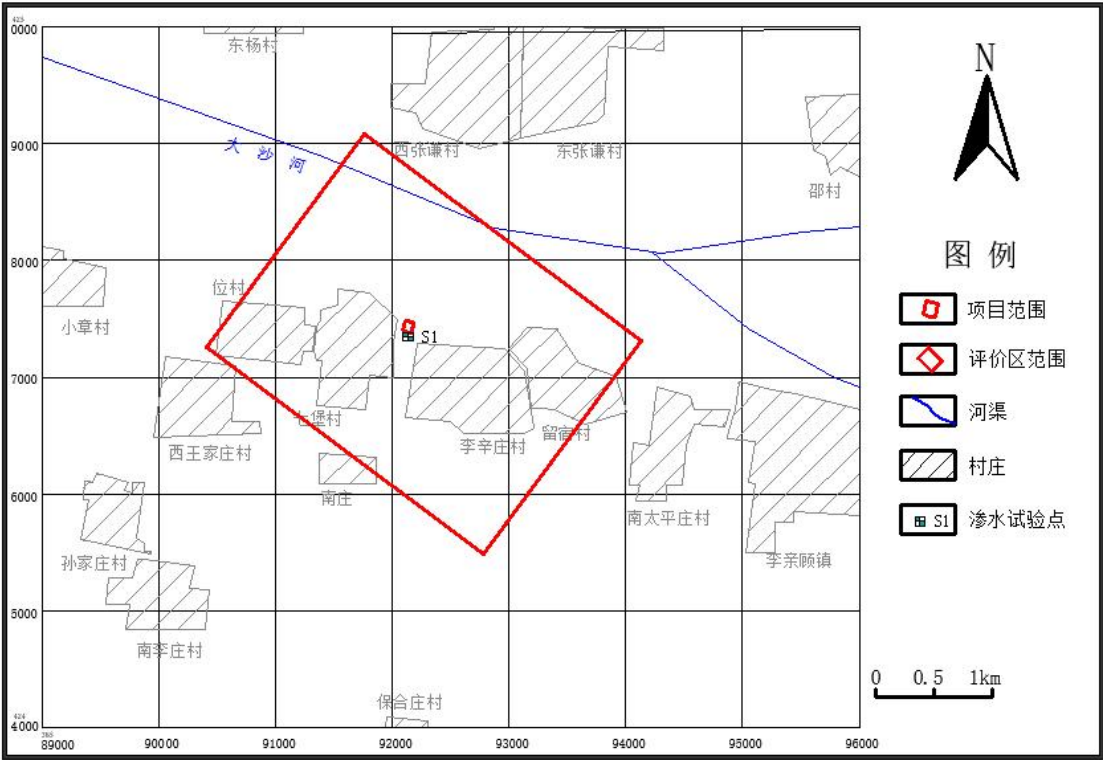 425
0000
东杨村
N
9000
大沙河
西张谦村
东张谦村
邵村
8000
图例
位村
项目范围
小章村
S1
评价区范围
7000
河渠
七堡村
李辛庄村
留宿村
西王家庄村
村庄
6000
南庄
南太平庄村
S1
渗水试验点
孙家庄村
李亲顾镇
5000
南李庄村
0 0.5 1km
保合庄村
424
4000
385
89000 90000 91000 92000 93000 94000 95000 96000